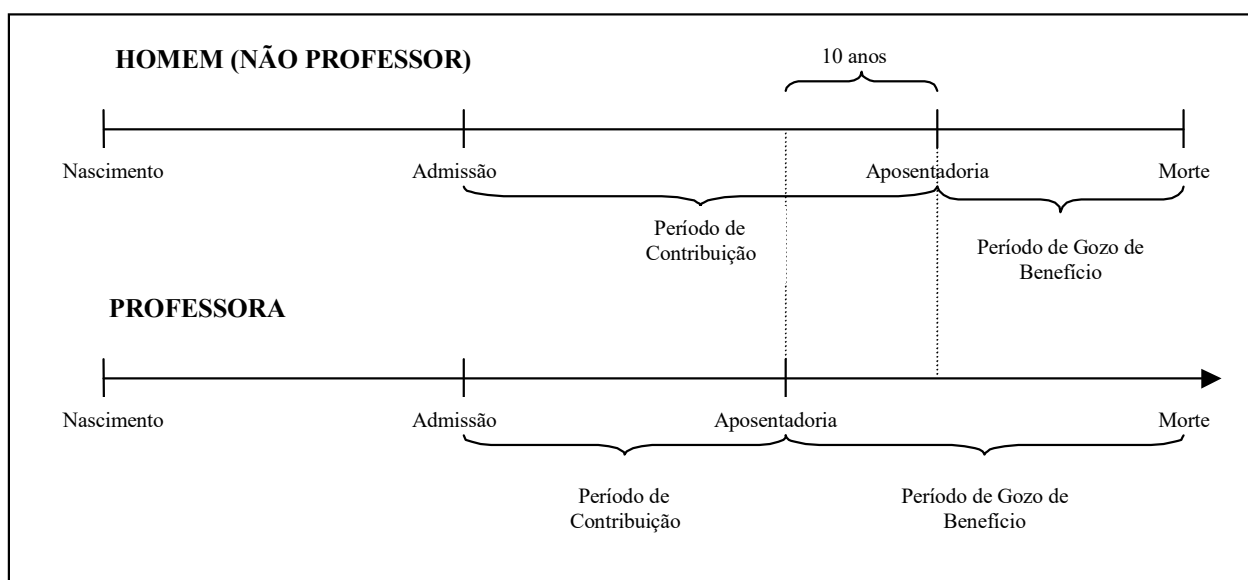 HOMEM (NÃO PROFESSOR)
10 anos
Nascimento
Admissão
Aposentadoria
Morte
Período de
Contribuição
Período de Gozo de
Benefício
PROFESSORA
Nascimento
Admissão
Aposentadoria
Morte
Período de
Contribuição
Período de Gozo de
Benefício